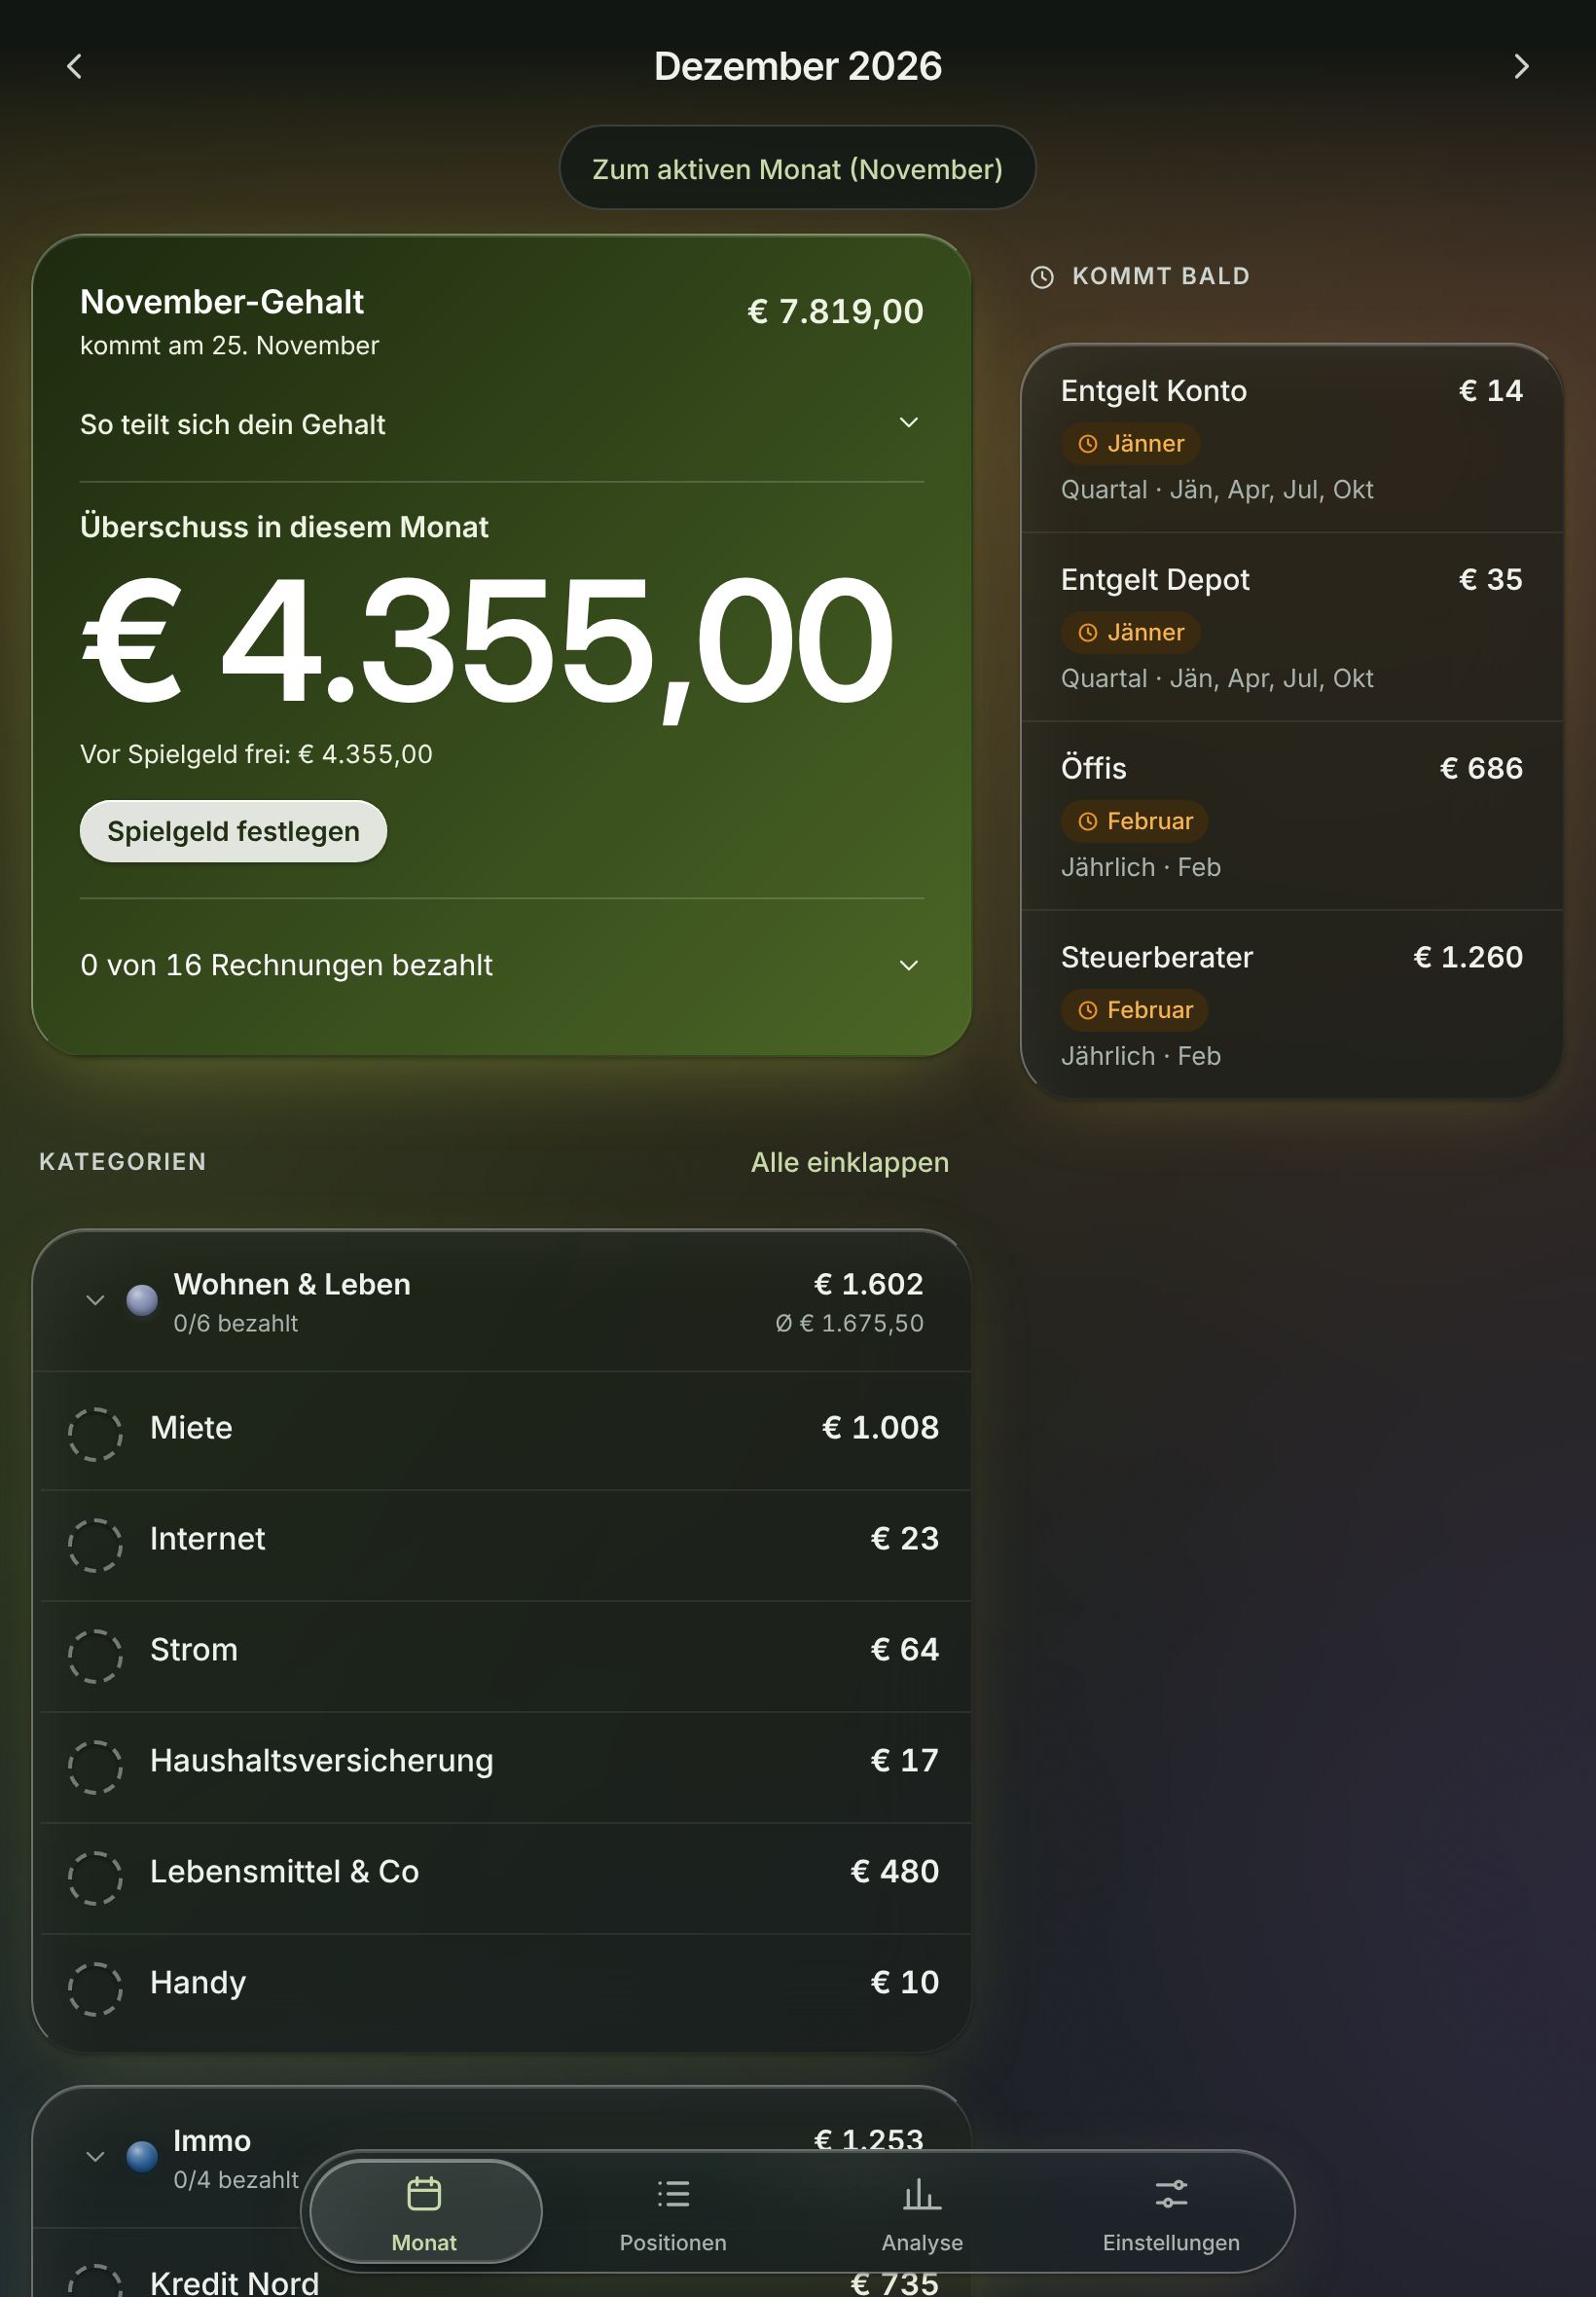 Dezember 2026
Zum aktiven Monat (November)
November-Gehalt
€ 7.819,00
kommt am 25. November
So teilt sich dein Gehalt
Überschuss in diesem Monat
€ 4.355,00
Vor Spielgeld frei: € 4.355,00
Spielgeld festlegen
0 von 16 Rechnungen bezahlt
KOMMT BALD
Entgelt Konto
€ 14
Jänner
Quartal · Jän, Apr, Jul, Okt
Entgelt Depot
€ 35
Jänner
Quartal · Jän, Apr, Jul, Okt
Öffis
€ 686
Februar
Jährlich · Feb
Steuerberater
€ 1.260
Februar
Jährlich · Feb
KATEGORIEN
Alle einklappen
Wohnen & Leben
€ 1.602
0/6 bezahlt
Ø € 1.675,50
Miete
€ 1.008
Internet
€ 23
Strom
€ 64
Haushaltsversicherung
€ 17
Lebensmittel & Co
€ 480
Handy
€ 10
Immo
€ 1.253
0/4 bezahlt
Kredit Nord
€ 735
Monat
Positionen
Analyse
Einstellungen